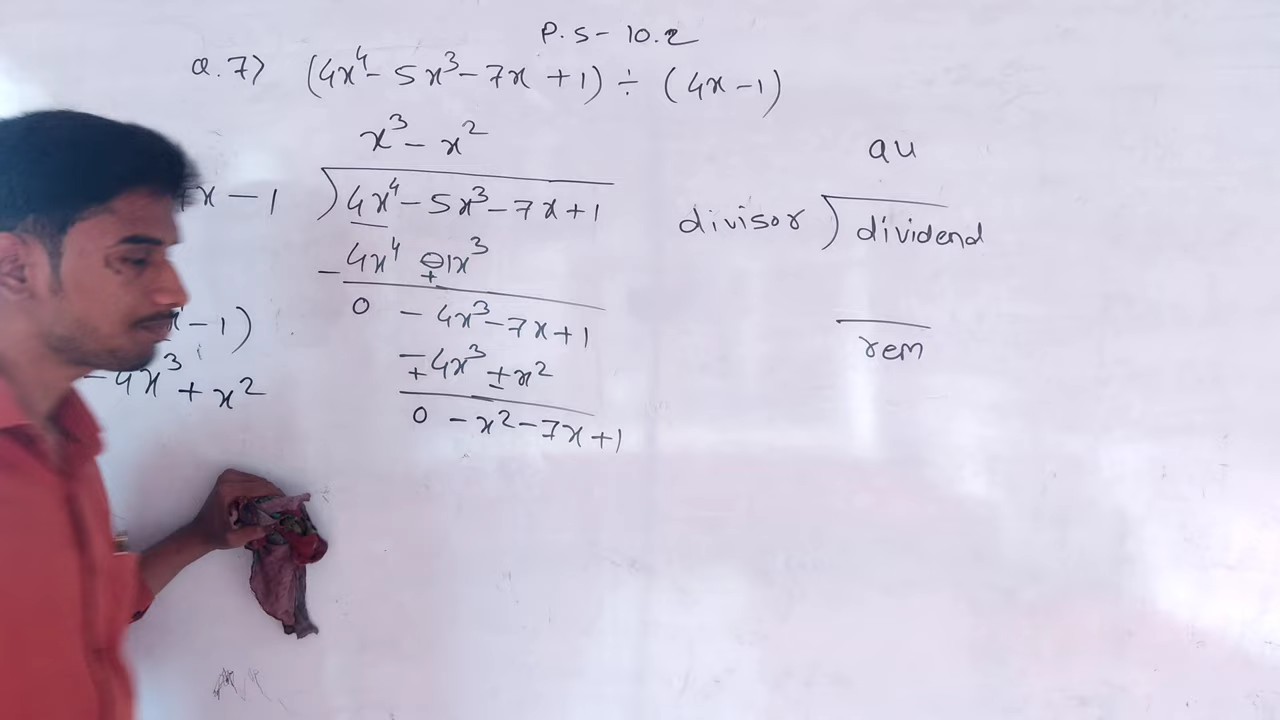 P.S-10.2
Q.7) (4x⁴-5x³-7x+1)÷(4x-1)
x³-x²
x-1 ) 4x⁴-5x³-7x+1
-4x⁴ ⊖1x³
+
0 -4x³-7x+1
-4x³+x²
+ -
0 -x²-7x+1
-1)
-4x³+x²
qu
divisor ) dividend
rem